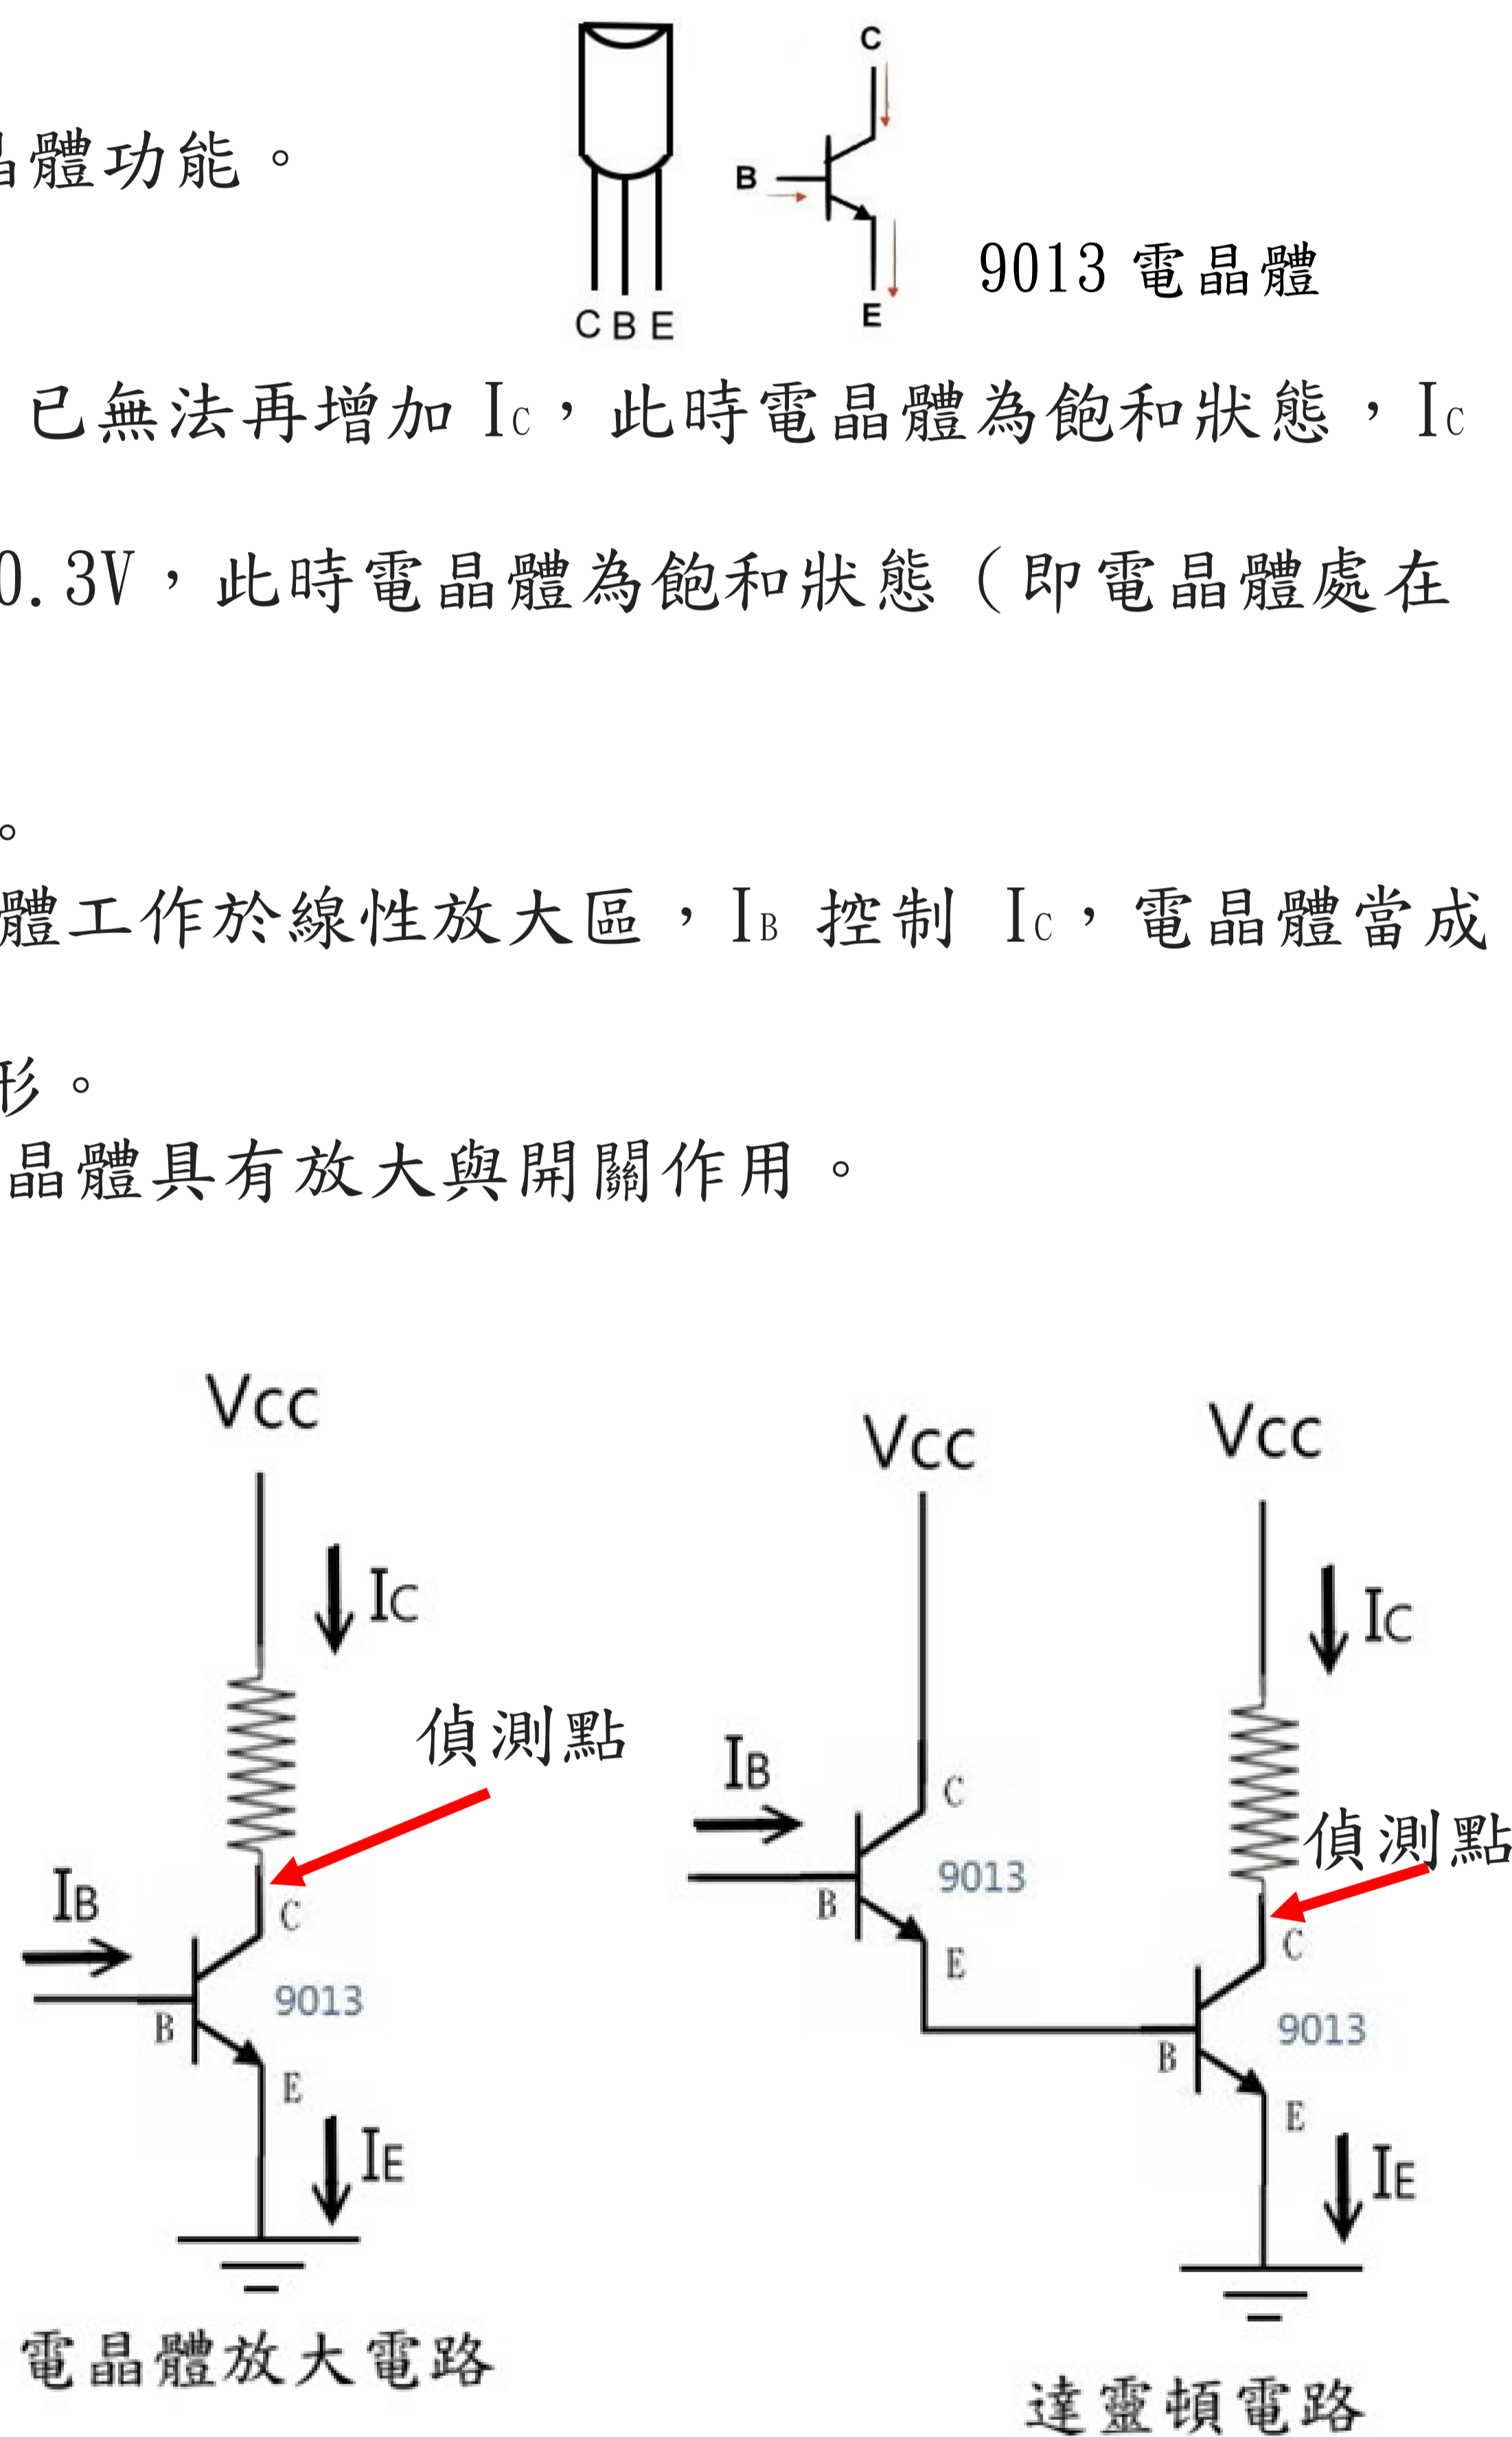 C
晶體功能。
B
9013 電晶體
C B E
E
已無法再增加 IC，此時電晶體為飽和狀態，IC
0.3V，此時電晶體為飽和狀態（即電晶體處在
。
體工作於線性放大區，IB 控制 IC，電晶體當成
形。
晶體具有放大與開關作用。
Vcc
IC
偵測點
IB
C
9013
B
E
IE
電晶體放大電路
Vcc
Vcc
IC
IB
C
偵測點
9013
B
E
C
9013
B
E
IE
達靈頓電路